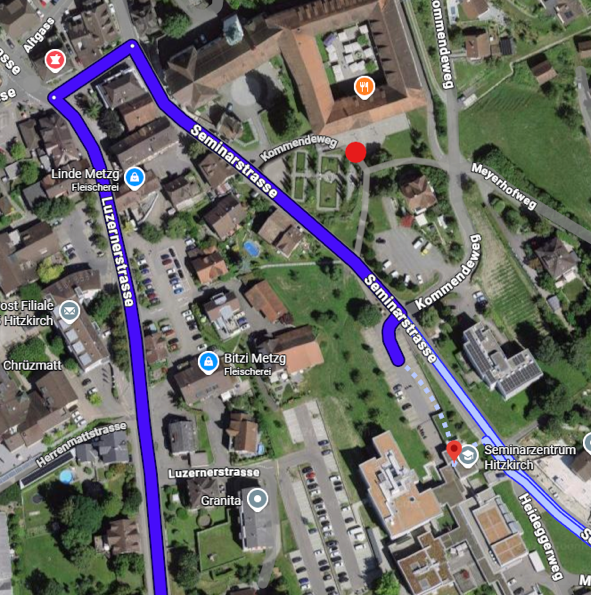 Altgass
Kommendeweg
Seminarstrasse
Kommendeweg
Linde Metzg
Fleischerei
Meyerhofweg
Luzernerstrasse
Kommendeweg
ost Filiale
Hitzkirch
Seminarstrasse
Chrüzmatt
Bitzi Metzg
Fleischerei
Herrenmattstrasse
Luzernerstrasse
Seminarzentrum
Hitzkirch
Granita
Heideggerweg